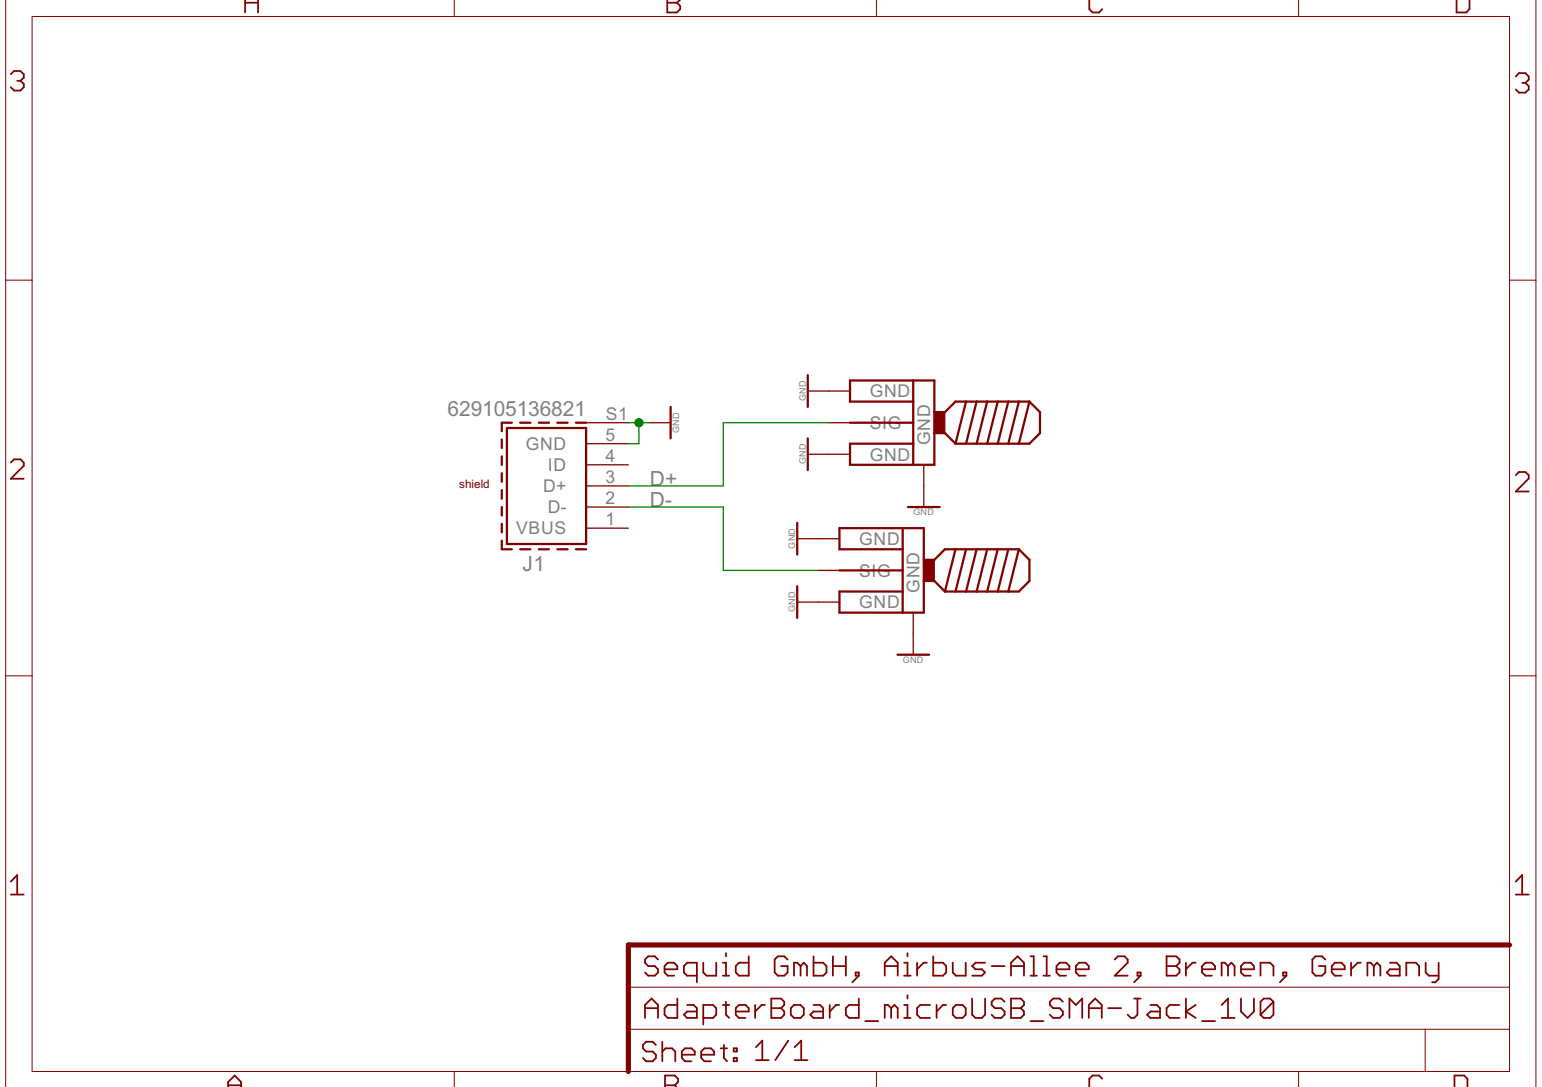 A B C D
3 3
GND
GND
629105136821 S1 GND
SIG GND
GND 5
GND GND
ID 4
2 shield D+ 3 D+ 2
D- 2 D-
GND
VBUS 1
GND GND
J1
SIG GND
GND GND
GND
1 1
Sequid GmbH, Airbus-Allee 2, Bremen, Germany
AdapterBoard_microUSB_SMA-Jack_1V0
Sheet: 1/1
A B C D